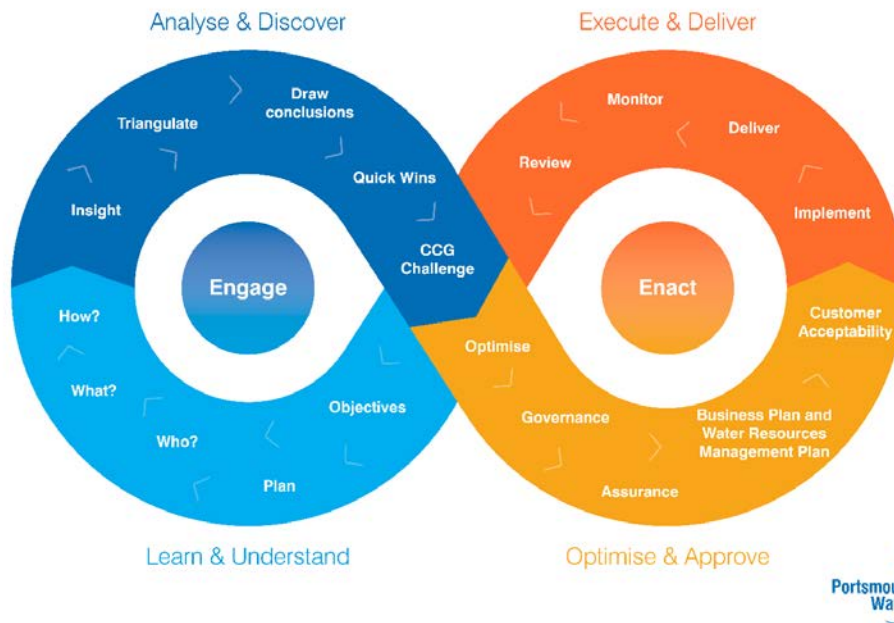 Analyse & Discover
Execute & Deliver
Draw
conclusions
Triangulate
Quick Wins
Insight
CCG
Challenge
Engage
How?
What?
Who?
Plan
Objectives
Learn & Understand
Monitor
Deliver
Review
Implement
Enact
Customer
Acceptability
Optimise
Governance
Business Plan and
Water Resources
Management Plan
Assurance
Optimise & Approve
Portsmou
Wa